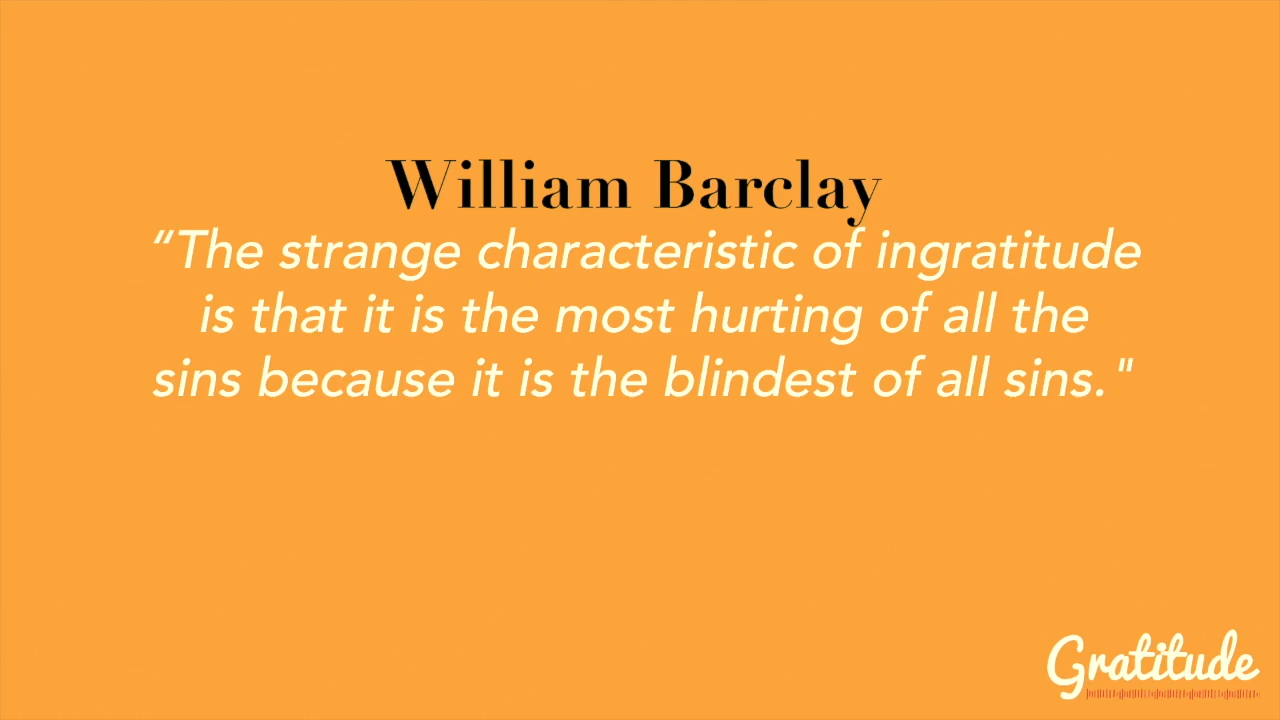 William Barclay
“The strange characteristic of ingratitude
is that it is the most hurting of all the
sins because it is the blindest of all sins."
Gratitude